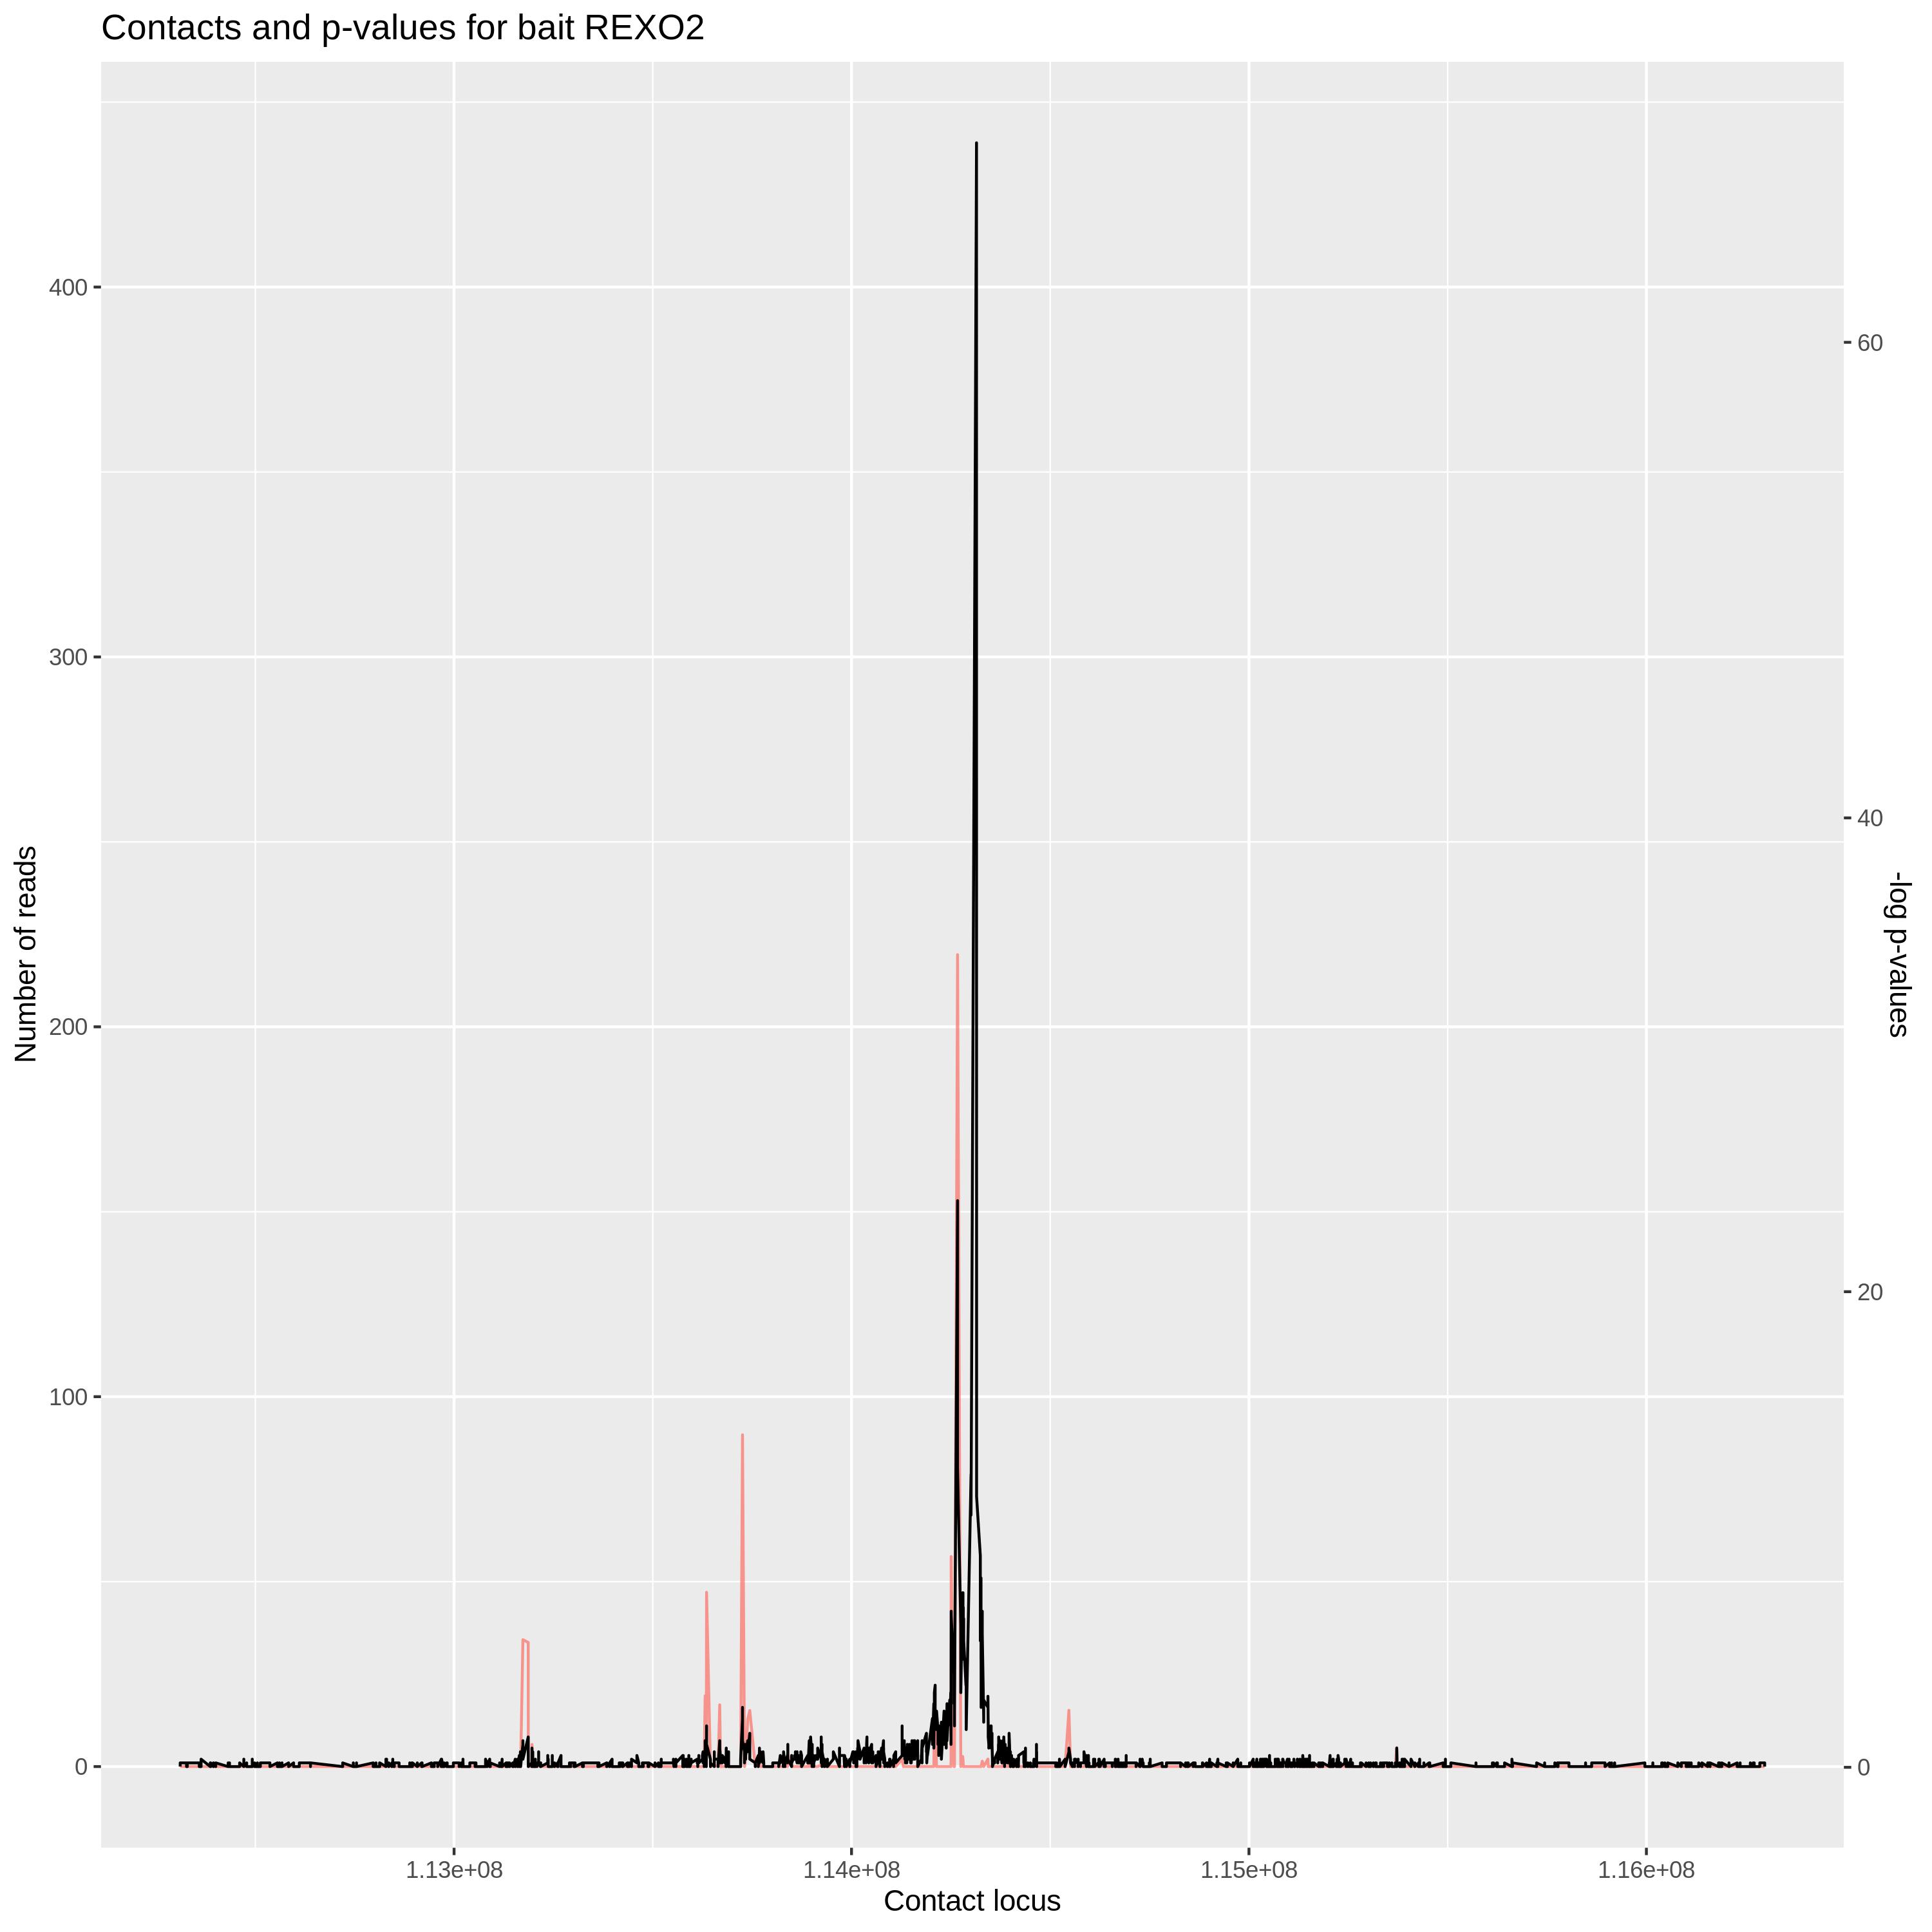 Contacts and p-values for bait REXO2
400
300
200
100
0
Number of reads
60
40
20
0
-log p-values
1.13e+08 1.14e+08 1.15e+08 1.16e+08
Contact locus